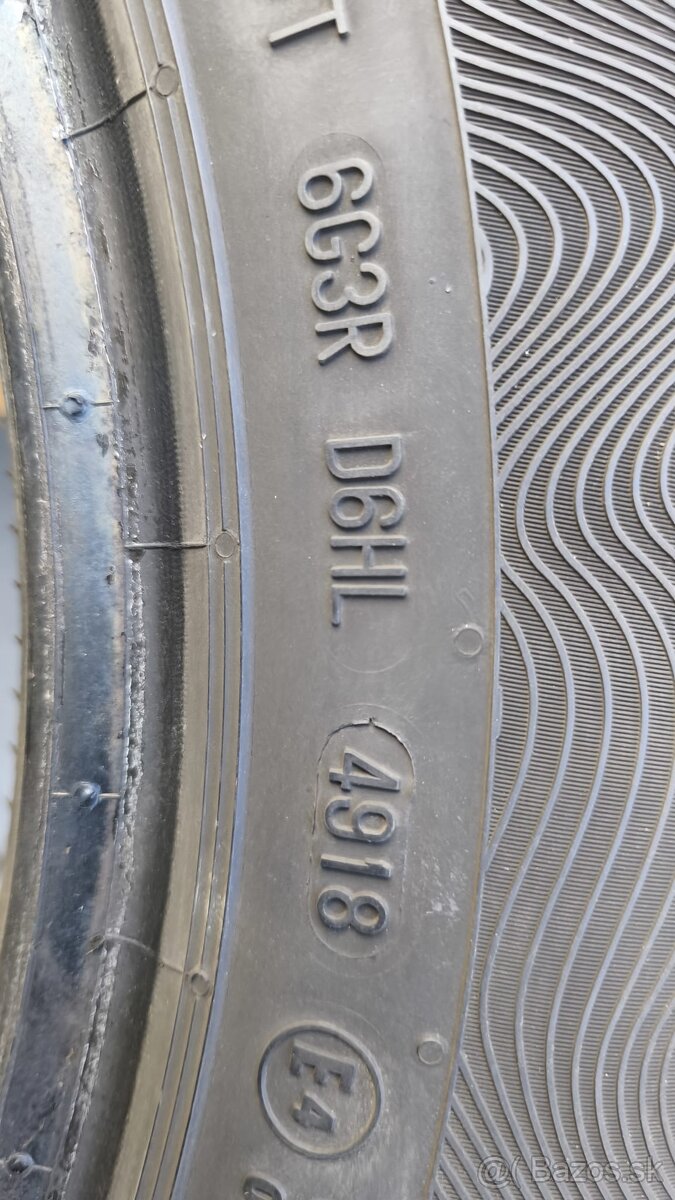 T 6G3R D6HL 4918 E4
@( Bazos.sk